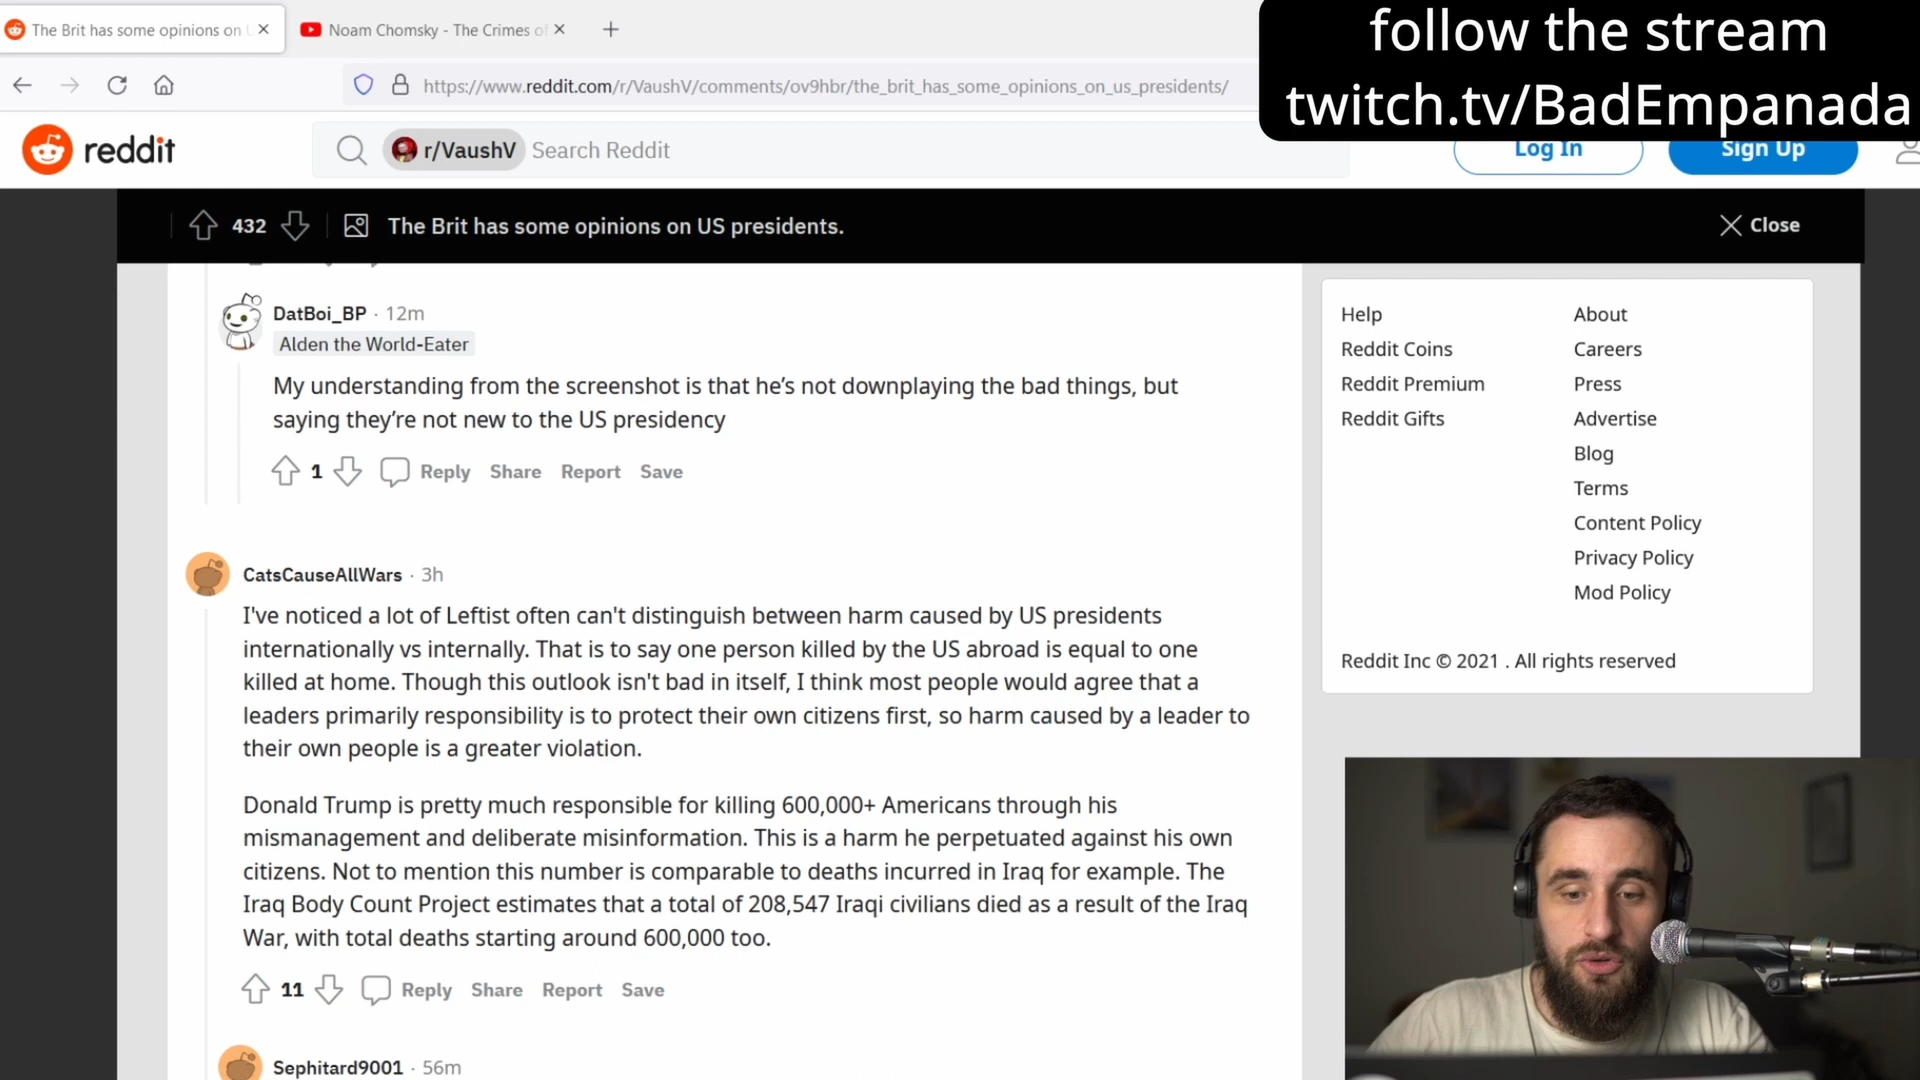 The Brit has some opinions on U
Noam Chomsky - The Crimes of
follow the stream
twitch.tv/BadEmpanada
https://www.reddit.com/r/VaushV/comments/ov9hbr/the_brit_has_some_opinions_on_us_presidents/
reddit
r/VaushV Search Reddit
Log In
Sign Up
432
The Brit has some opinions on US presidents.
Close
DatBoi_BP · 12m
Alden the World-Eater
My understanding from the screenshot is that he’s not downplaying the bad things, but
saying they’re not new to the US presidency
1 Reply Share Report Save
CatsCauseAllWars · 3h
I've noticed a lot of Leftist often can't distinguish between harm caused by US presidents
internationally vs internally. That is to say one person killed by the US abroad is equal to one
killed at home. Though this outlook isn't bad in itself, I think most people would agree that a
leaders primarily responsibility is to protect their own citizens first, so harm caused by a leader to
their own people is a greater violation.
Donald Trump is pretty much responsible for killing 600,000+ Americans through his
mismanagement and deliberate misinformation. This is a harm he perpetuated against his own
citizens. Not to mention this number is comparable to deaths incurred in Iraq for example. The
Iraq Body Count Project estimates that a total of 208,547 Iraqi civilians died as a result of the Iraq
War, with total deaths starting around 600,000 too.
11 Reply Share Report Save
Sephitard9001 · 56m
Help
Reddit Coins
Reddit Premium
Reddit Gifts
About
Careers
Press
Advertise
Blog
Terms
Content Policy
Privacy Policy
Mod Policy
Reddit Inc © 2021 . All rights reserved